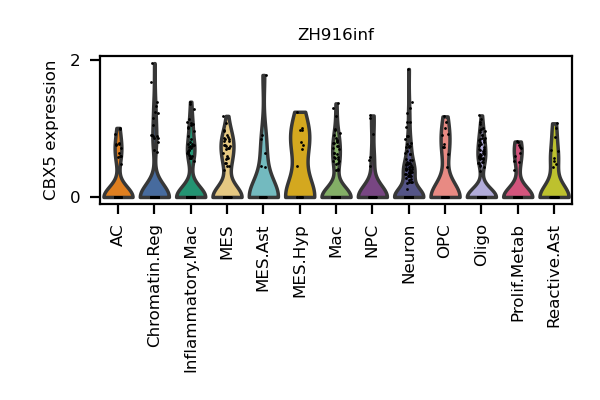 ZH916inf
CBX5 expression
2
0
AC
Chromatin.Reg
Inflammatory.Mac
MES
MES.Ast
MES.Hyp
Mac
NPC
Neuron
OPC
Oligo
Prolif.Metab
Reactive.Ast